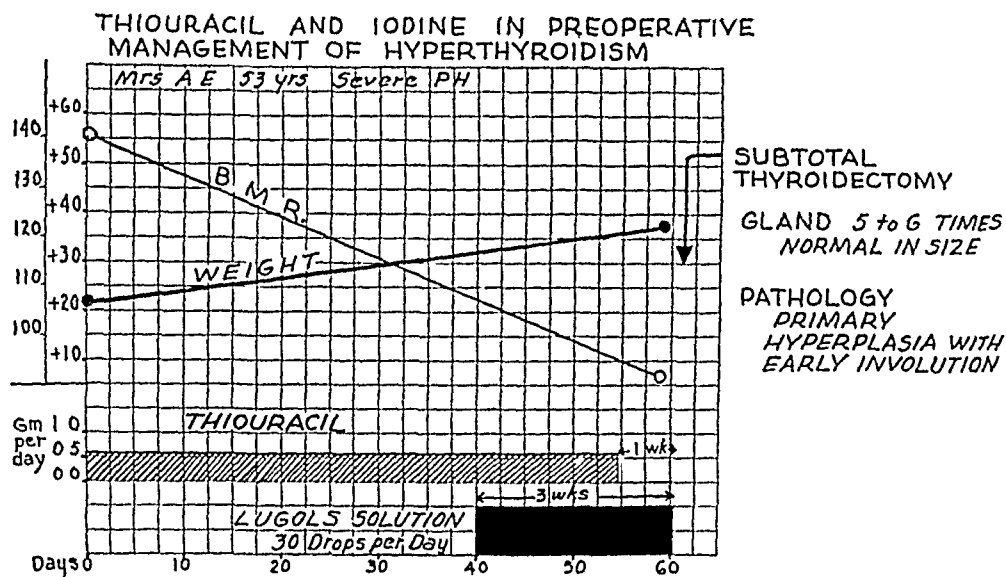 THIOURACIL AND IODINE IN PREOPERATIVE
MANAGEMENT OF HYPERTHYROIDISM
Mrs A E 53 yrs Severe PH
+60
140
+50
130
+40
120
+30
110
+20
100
+10
B. M. R.
WEIGHT
SUBTOTAL
THYROIDECTOMY
GLAND 5 to 6 TIMES
NORMAL IN SIZE
PATHOLOGY
PRIMARY
HYPERPLASIA WITH
EARLY INVOLUTION
Gm 1 0
per
0 5
day
0 0
THIOURACIL
1 wk
3 wks
LUGOLS SOLUTION
30 Drops per Day
Days 0 10 20 30 40 50 60